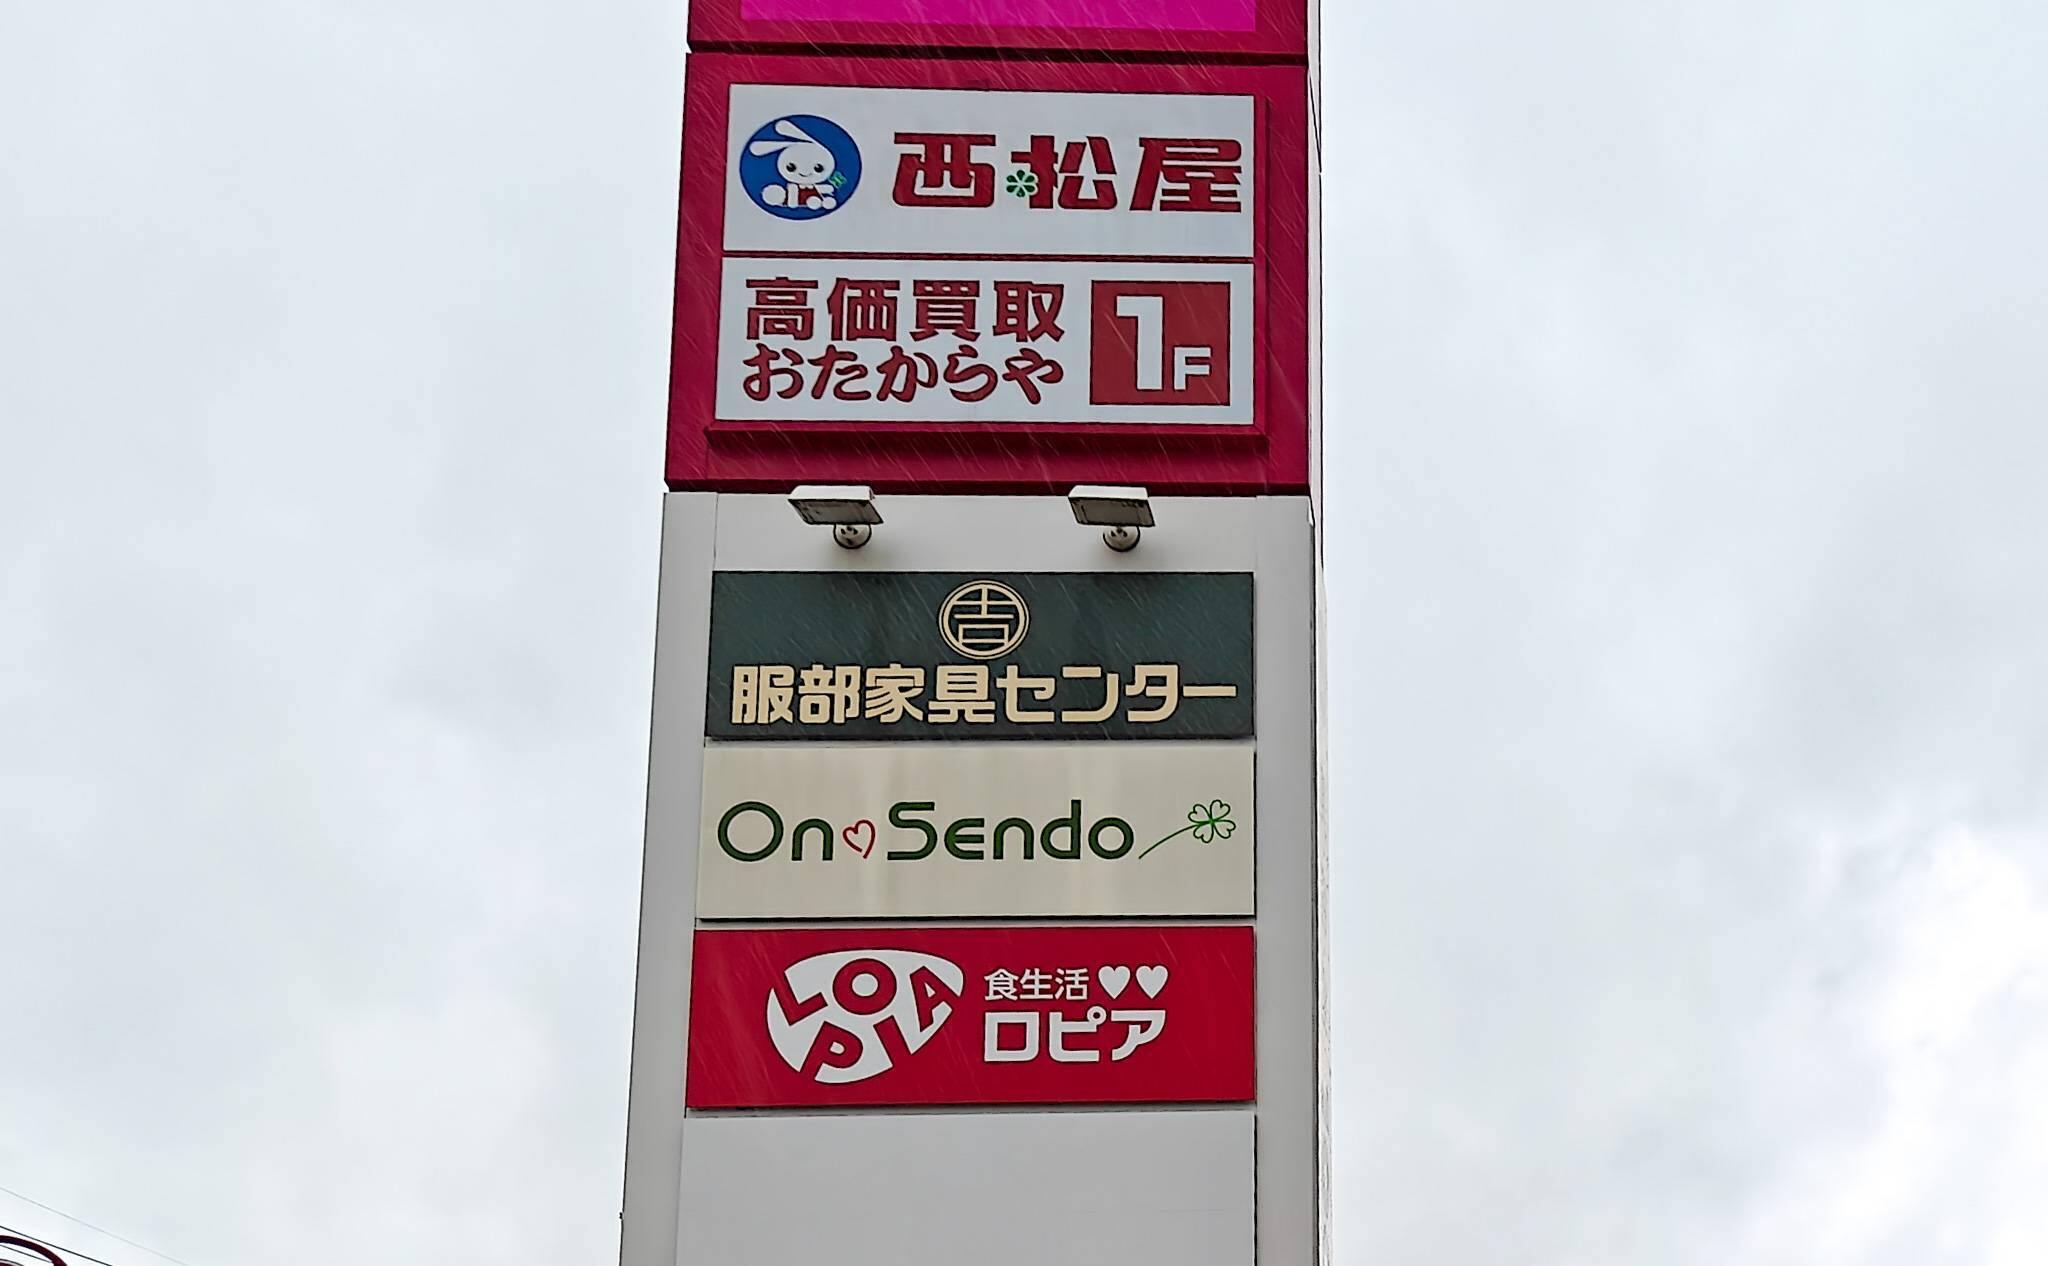 西松屋
高価買取
おたからや
1F
吉
服部家具センター
On Sendo
LOPIA
食生活♥♥
ロピア